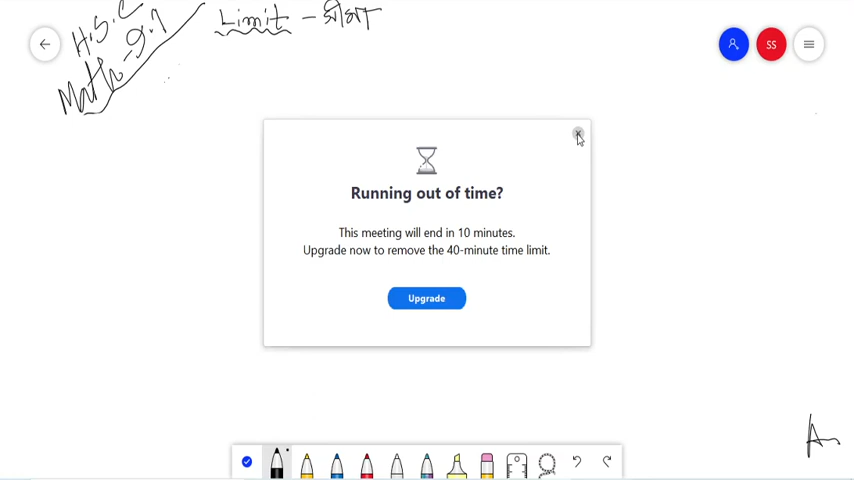 H.S.C
Math - 9.1
Limit - সীমা
SS
Running out of time?
This meeting will end in 10 minutes.
Upgrade now to remove the 40-minute time limit.
Upgrade